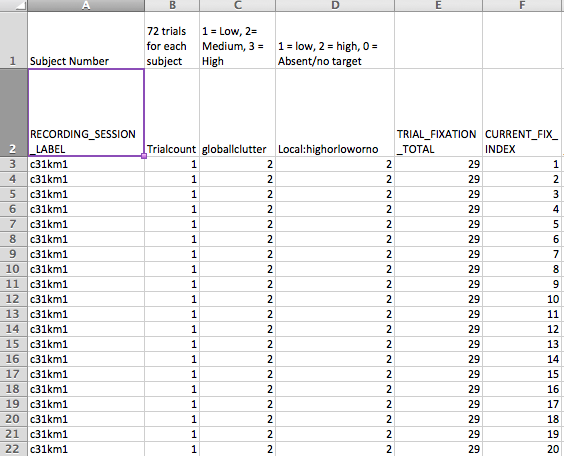 A B C D E F
1 Subject Number 72 trials for each subject 1 = Low, 2= Medium, 3 = High 1 = low, 2 = high, 0 = Absent/no target
2 RECORDING_SESSION_LABEL Trialcount globallclutter Local:highorloworno TRIAL_FIXATION_TOTAL CURRENT_FIX_INDEX
3 c31km1 1 2 2 29 1
4 c31km1 1 2 2 29 2
5 c31km1 1 2 2 29 3
6 c31km1 1 2 2 29 4
7 c31km1 1 2 2 29 5
8 c31km1 1 2 2 29 6
9 c31km1 1 2 2 29 7
10 c31km1 1 2 2 29 8
11 c31km1 1 2 2 29 9
12 c31km1 1 2 2 29 10
13 c31km1 1 2 2 29 11
14 c31km1 1 2 2 29 12
15 c31km1 1 2 2 29 13
16 c31km1 1 2 2 29 14
17 c31km1 1 2 2 29 15
18 c31km1 1 2 2 29 16
19 c31km1 1 2 2 29 17
20 c31km1 1 2 2 29 18
21 c31km1 1 2 2 29 19
22 c31km1 1 2 2 29 20